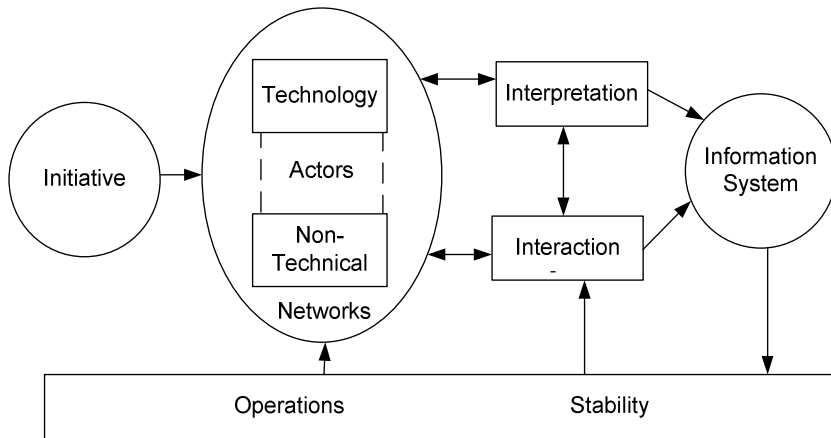 Initiative
Technology
Actors
Non-
Technical
Networks
Interpretation
Interaction
-
Information
System
Operations
Stability